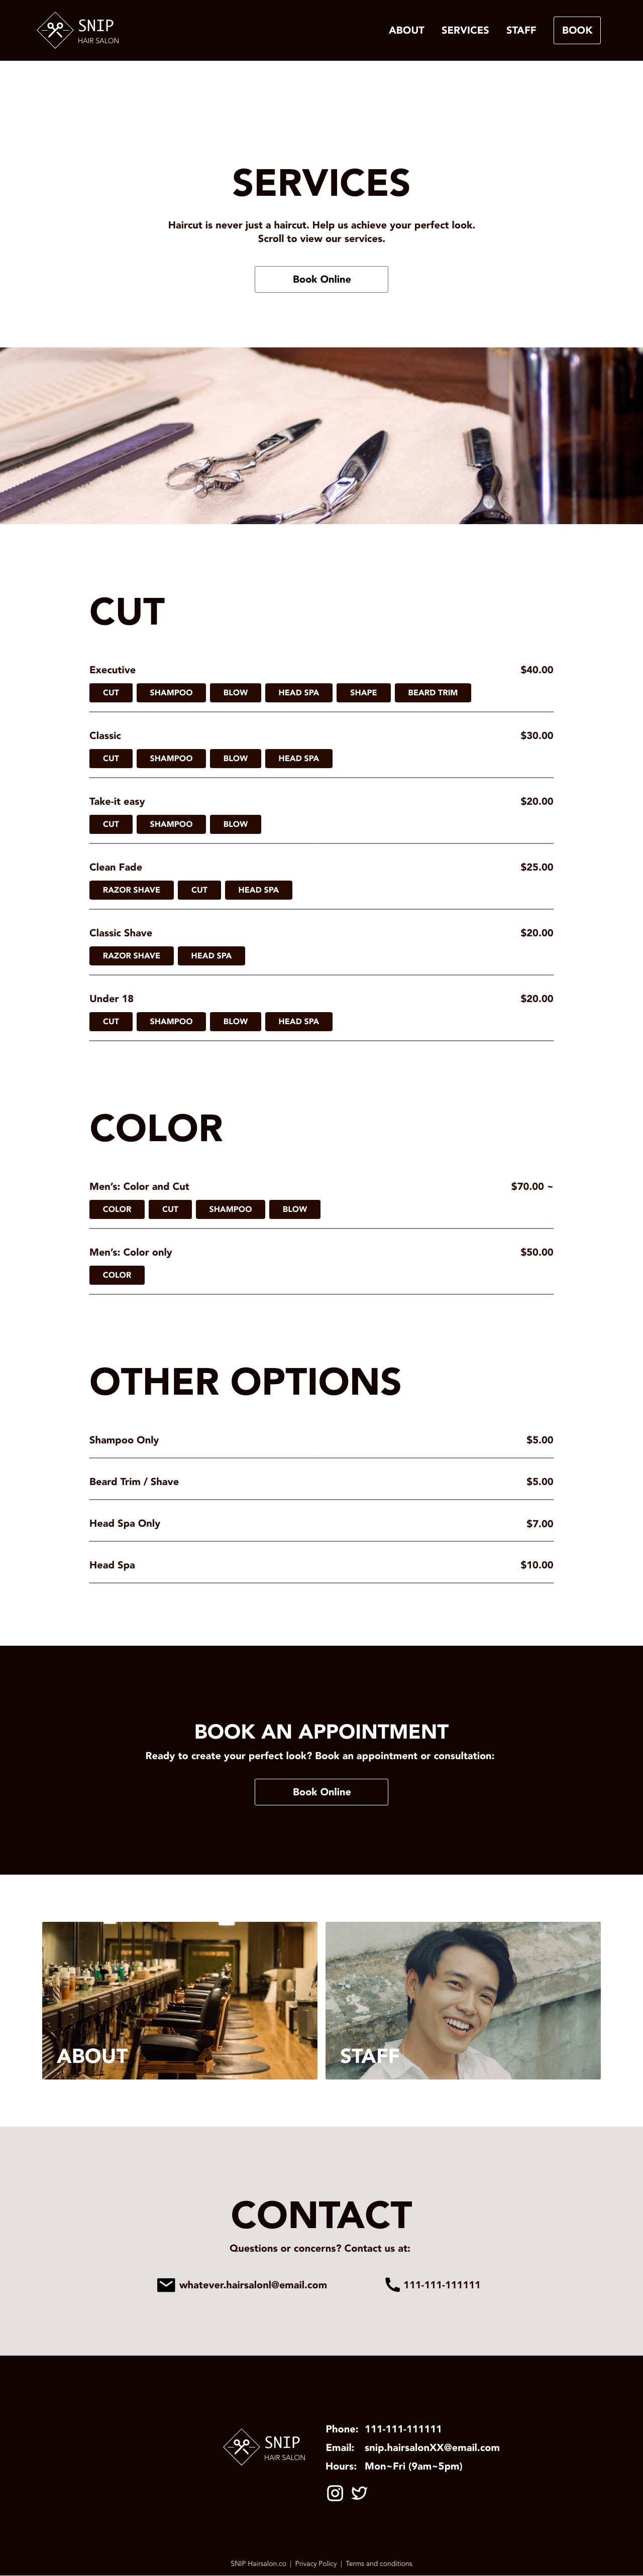 SNIP
HAIR SALON
ABOUT SERVICES STAFF BOOK
SERVICES
Haircut is never just a haircut. Help us achieve your perfect look.
Scroll to view our services.
Book Online
CUT
Executive $40.00
CUT SHAMPOO BLOW HEAD SPA SHAPE BEARD TRIM
Classic $30.00
CUT SHAMPOO BLOW HEAD SPA
Take-it easy $20.00
CUT SHAMPOO BLOW
Clean Fade $25.00
RAZOR SHAVE CUT HEAD SPA
Classic Shave $20.00
RAZOR SHAVE HEAD SPA
Under 18 $20.00
CUT SHAMPOO BLOW HEAD SPA
COLOR
Men’s: Color and Cut $70.00 ~
COLOR CUT SHAMPOO BLOW
Men’s: Color only $50.00
COLOR
OTHER OPTIONS
Shampoo Only $5.00
Beard Trim / Shave $5.00
Head Spa Only $7.00
Head Spa $10.00
BOOK AN APPOINTMENT
Ready to create your perfect look? Book an appointment or consultation:
Book Online
ABOUT
STAFF
CONTACT
Questions or concerns? Contact us at:
whatever.hairsalonl@email.com 111-111-111111
SNIP
HAIR SALON
Phone: 111-111-111111
Email: snip.hairsalonXX@email.com
Hours: Mon~Fri (9am~5pm)
SNIP Hairsalon.co | Privacy Policy | Terms and conditions